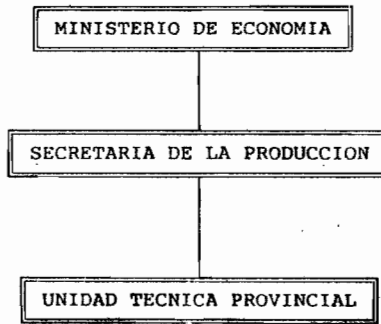 MINISTERIO DE ECONOMIA
SECRETARIA DE LA PRODUCCION
UNIDAD TECNICA PROVINCIAL